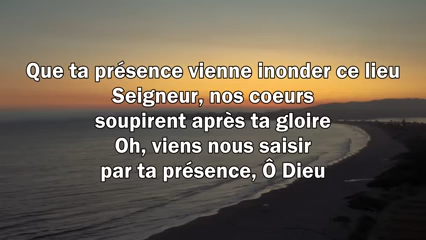 Que ta présence vienne inonder ce lieu
Seigneur, nos coeurs
soupirent après ta gloire
Oh, viens nous saisir
par ta présence, Ô Dieu